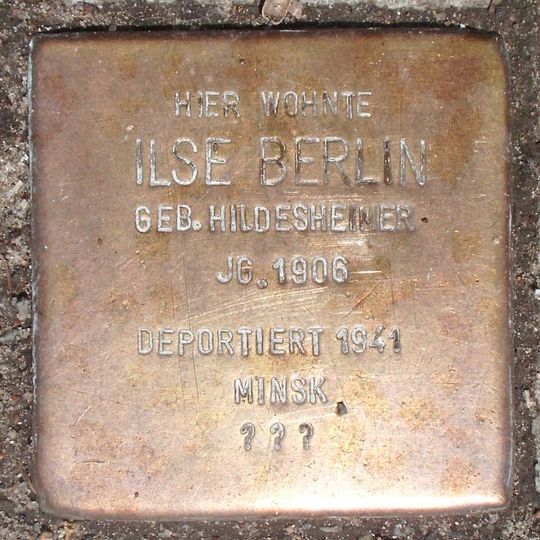 HIER WOHNTE
ILSE BERLIN
GEB. HILDESHEIMER
JG. 1906
DEPORTIERT 1941
MINSK
? ? ?